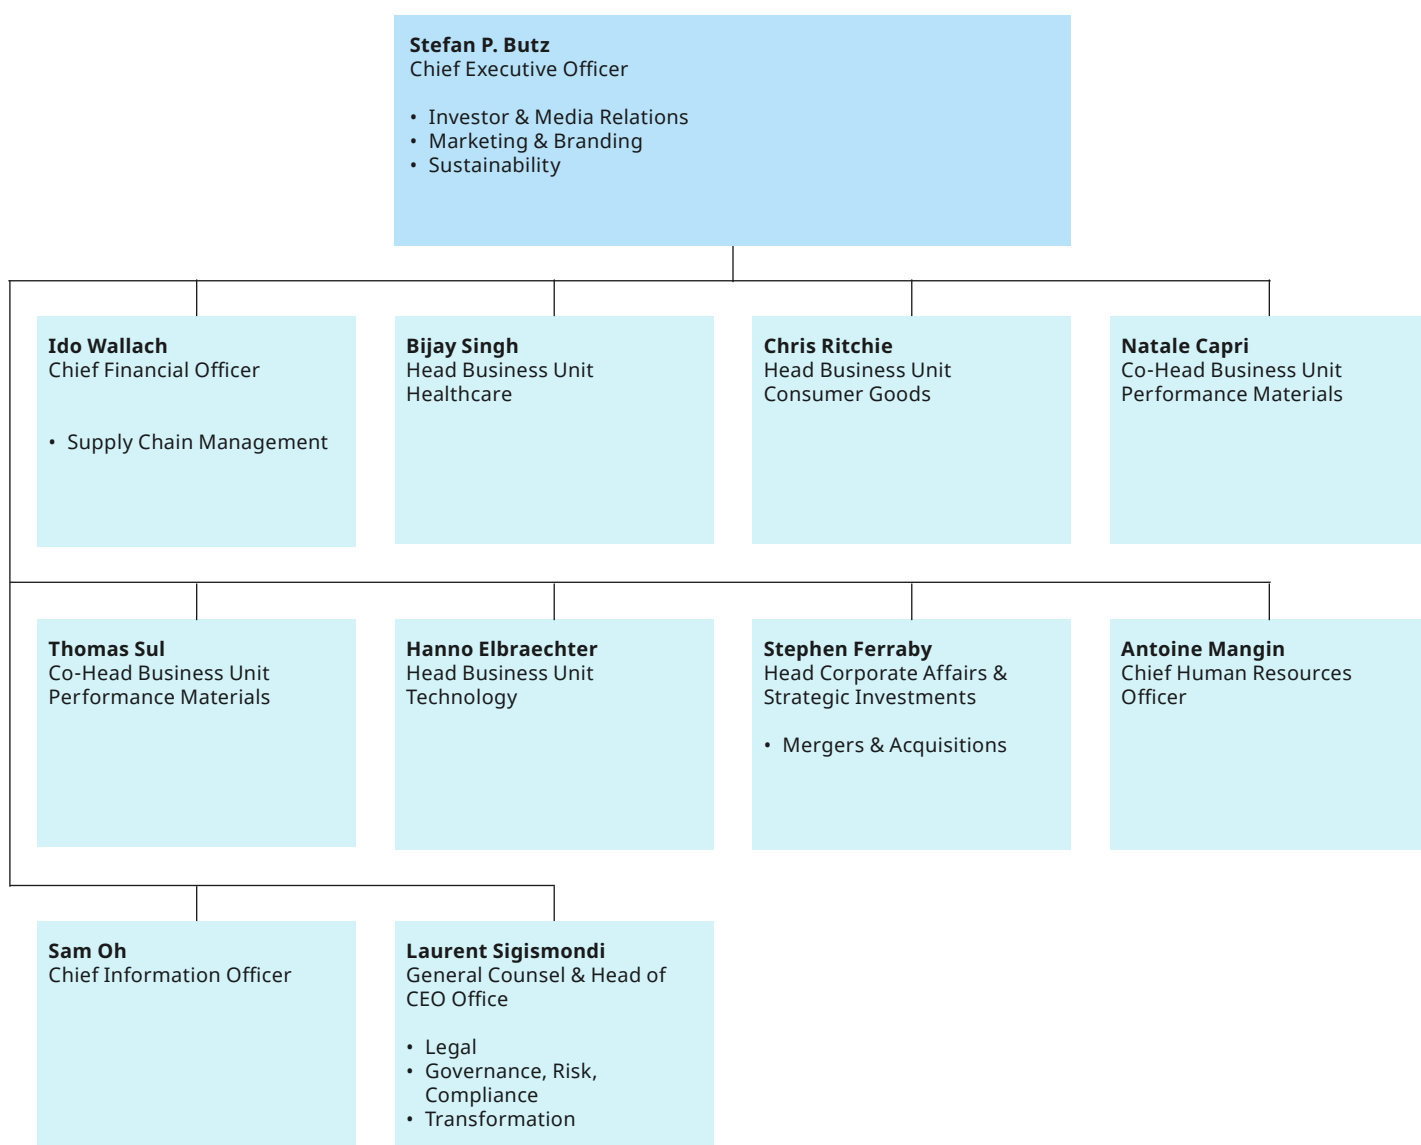 Stefan P. Butz
Chief Executive Officer
• Investor & Media Relations
• Marketing & Branding
• Sustainability
Ido Wallach
Chief Financial Officer
• Supply Chain Management
Bijay Singh
Head Business Unit
Healthcare
Chris Ritchie
Head Business Unit
Consumer Goods
Natale Capri
Co-Head Business Unit
Performance Materials
Thomas Sul
Co-Head Business Unit
Performance Materials
Hanno Elbraechter
Head Business Unit
Technology
Stephen Ferraby
Head Corporate Affairs &
Strategic Investments
• Mergers & Acquisitions
Antoine Mangin
Chief Human Resources
Officer
Sam Oh
Chief Information Officer
Laurent Sigismondi
General Counsel & Head of
CEO Office
• Legal
• Governance, Risk,
Compliance
• Transformation